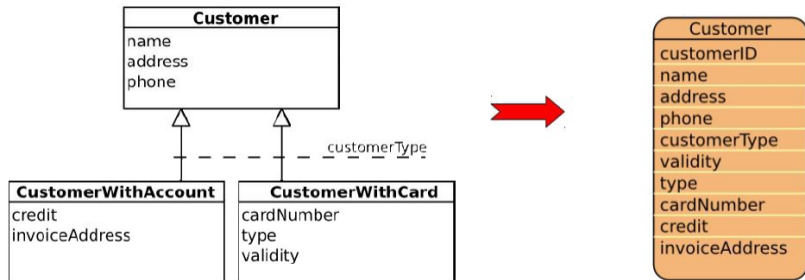 Customer
name
address
phone
customerType
CustomerWithAccount
credit
invoiceAddress
CustomerWithCard
cardNumber
type
validity
Customer
customerID
name
address
phone
customerType
validity
type
cardNumber
credit
invoiceAddress